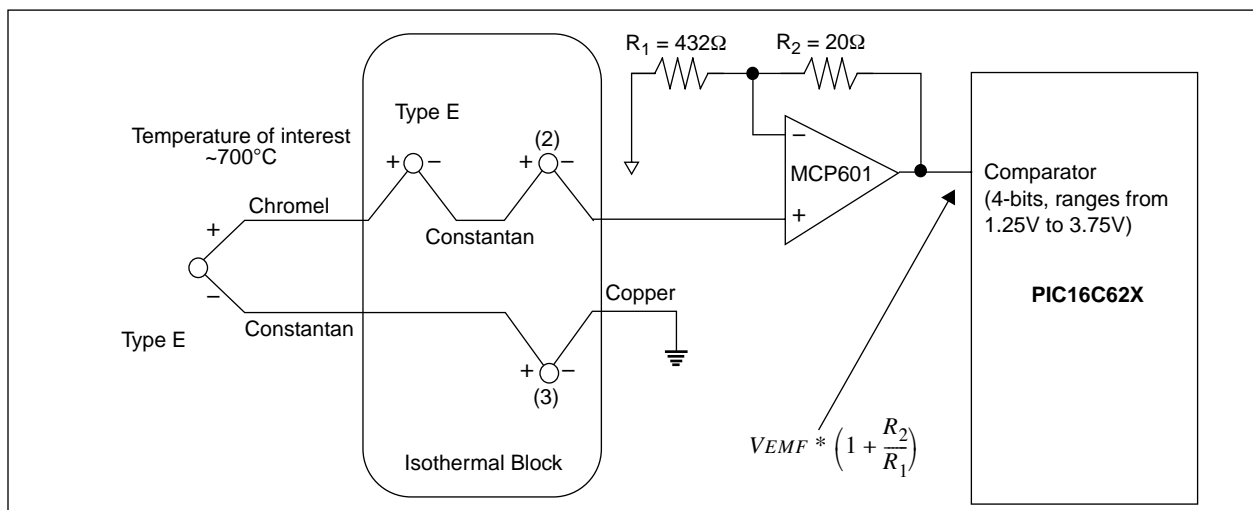 R1 = 432Ω
R2 = 20Ω
Type E
(2)
Temperature of interest
~700°C
+ −
+ −
−
MCP601
+
Comparator
(4-bits, ranges from
1.25V to 3.75V)
Chromel
Constantan
+
−
PIC16C62X
Copper
Constantan
Type E
+ −
(3)
VEMF * (1 + R2/R1)
Isothermal Block